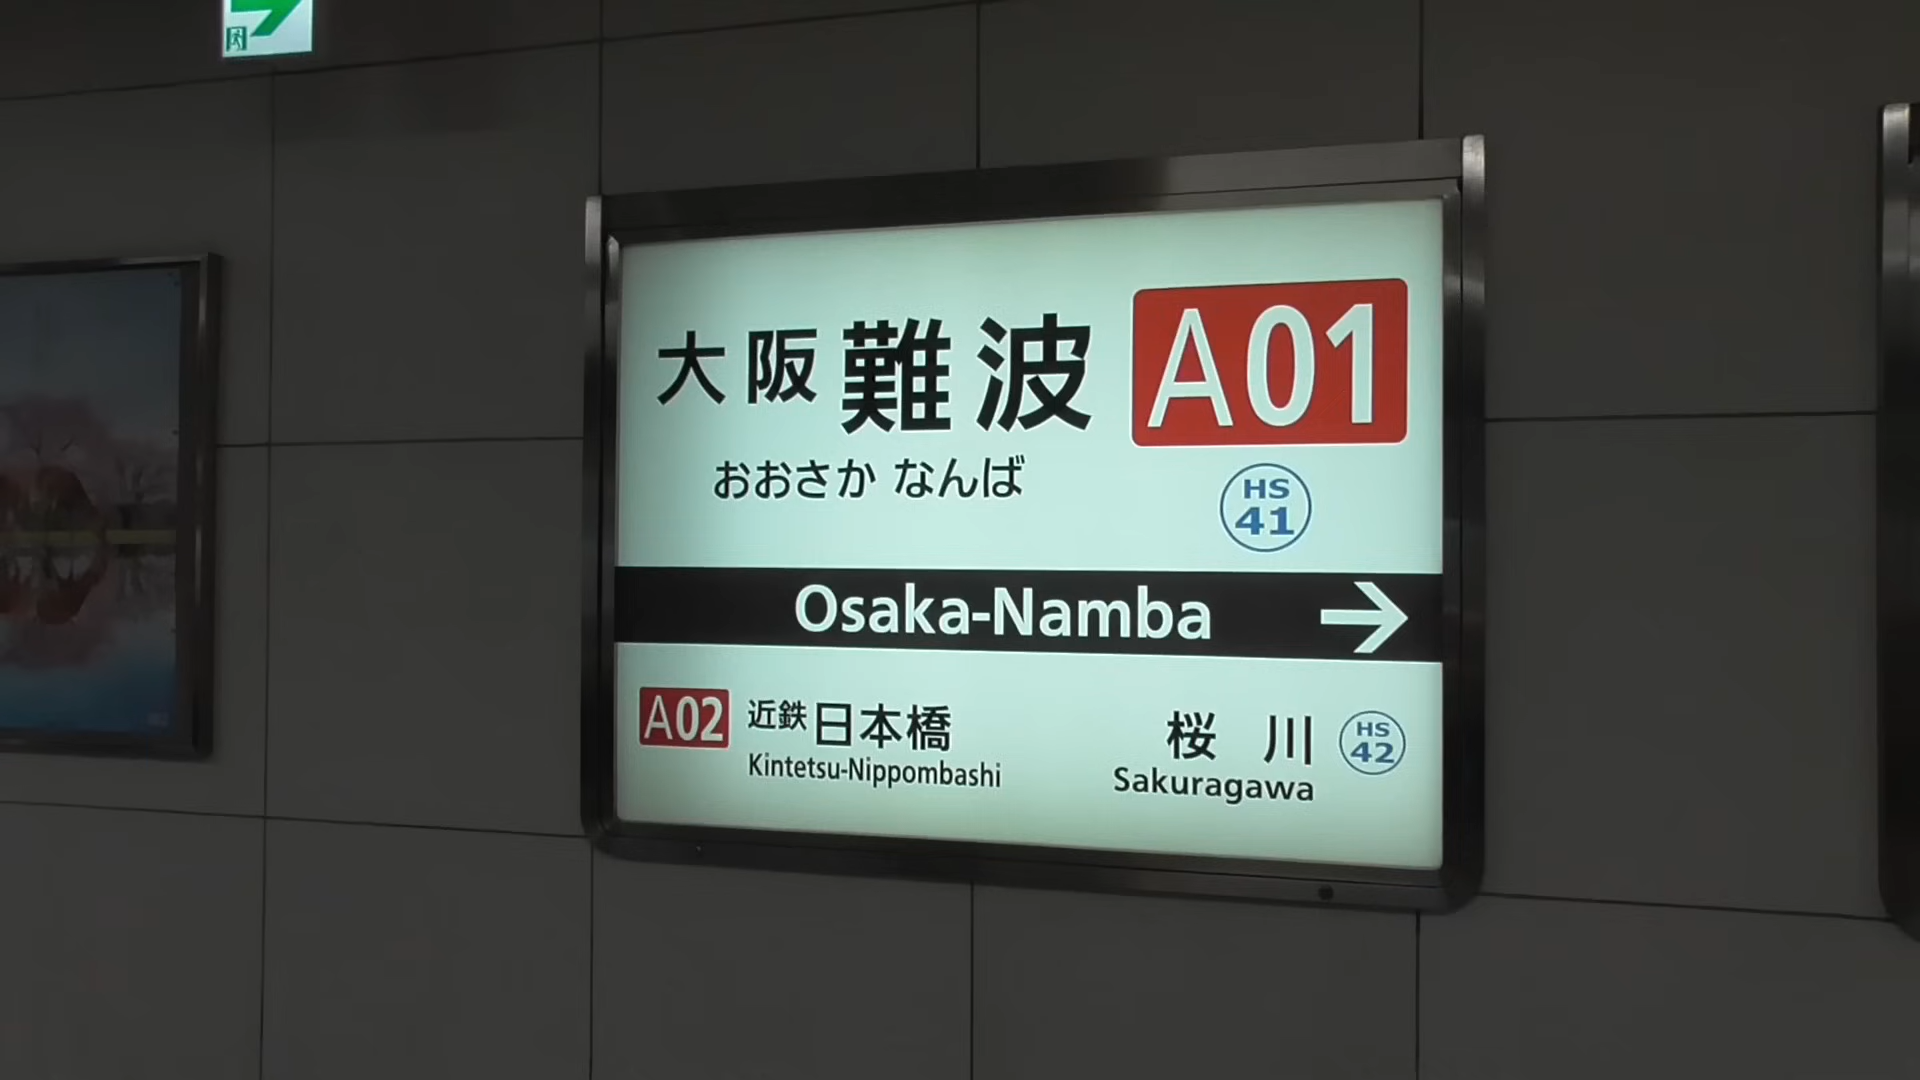 大阪難波 A01
おおさか なんば
HS
41
Osaka-Namba →
A02 近鉄日本橋
Kintetsu-Nippombashi
桜川 HS
42
Sakuragawa